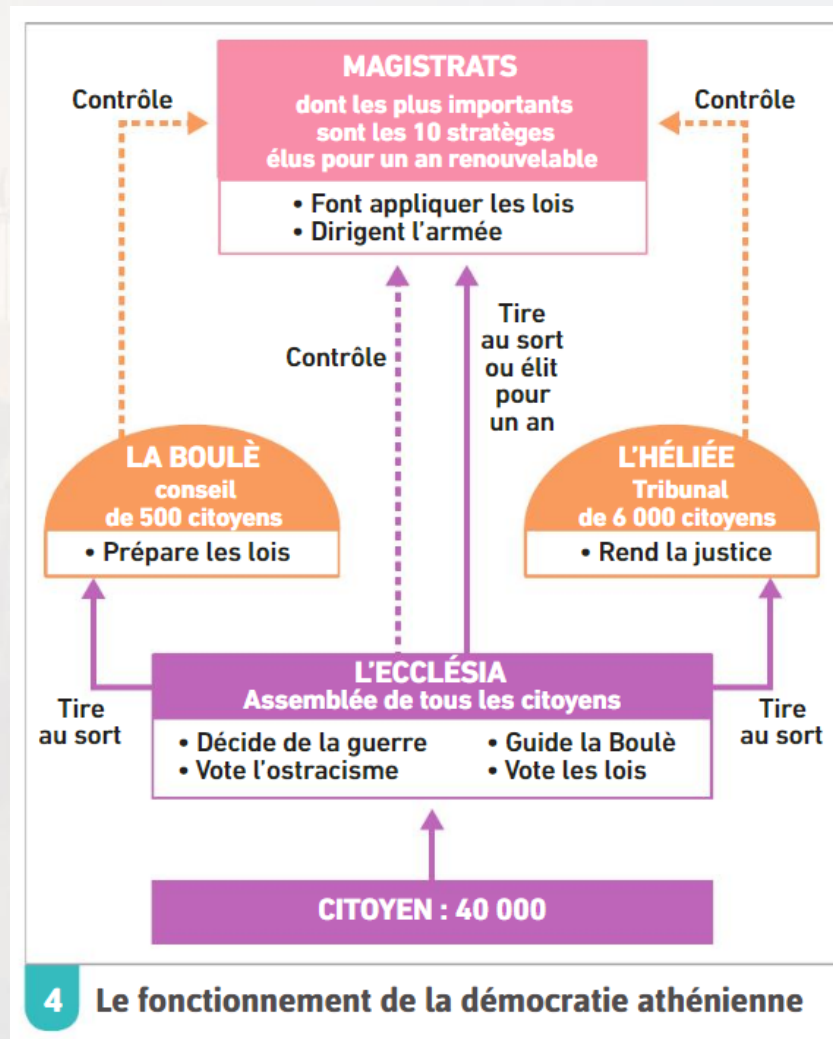 MAGISTRATS
dont les plus importants
sont les 10 stratèges
élus pour un an renouvelable
• Font appliquer les lois
• Dirigent l'armée
Contrôle
Contrôle
Contrôle
Tire
au sort
ou élit
pour
un an
LA BOULÈ
conseil
de 500 citoyens
• Prépare les lois
L'HÉLIÉE
Tribunal
de 6 000 citoyens
• Rend la justice
Tire
au sort
L'ECCLÉSIA
Assemblée de tous les citoyens
• Décide de la guerre
• Vote l'ostracisme
• Guide la Boulè
• Vote les lois
Tire
au sort
CITOYEN : 40 000
4 Le fonctionnement de la démocratie athénienne